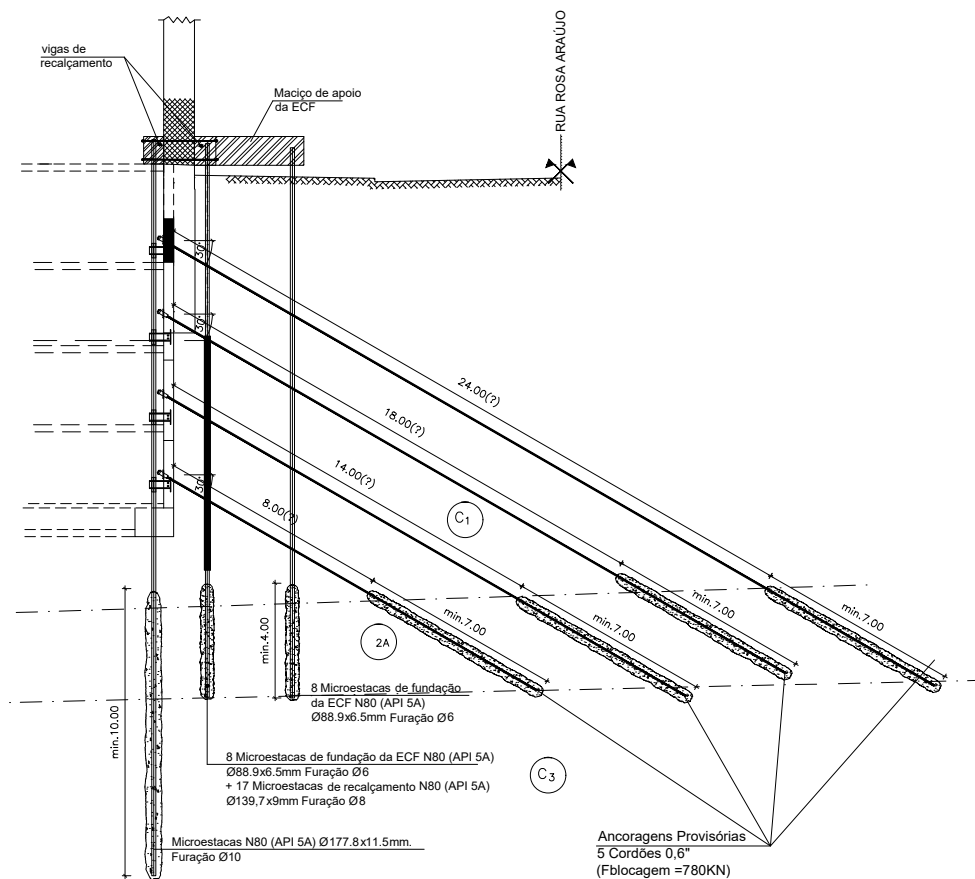 vigas de
recalçamento
Maciço de apoio
da ECF
RUA ROSA ARAÚJO
30°
30°
30°
24.00(?)
18.00(?)
14.00(?)
8.00(?)
C1
2A
C3
min.7.00
min.7.00
min.7.00
min.7.00
min.4.00
min.10.00
8 Microestacas de fundação
da ECF N80 (API 5A)
Ø88.9x6.5mm Furação Ø6
8 Microestacas de fundação da ECF N80 (API 5A)
Ø88.9x6.5mm Furação Ø6
+ 17 Microestacas de recalçamento N80 (API 5A)
Ø139,7x9mm Furação Ø8
Microestacas N80 (API 5A) Ø177.8x11.5mm.
Furação Ø10
Ancoragens Provisórias
5 Cordões 0,6"
(Fblocagem =780KN)